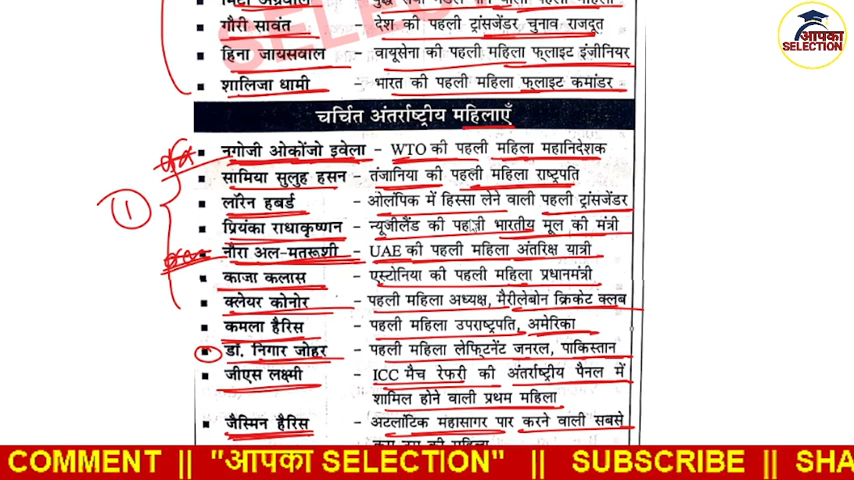 गौरी सावंत - देश की पहली ट्रांसजेंडर चुनाव राजदूत
हिना जायसवाल - वायुसेना की पहली महिला फ्लाइट इंजीनियर
शालिजा धामी - भारत की पहली महिला फ्लाइट कमांडर
चर्चित अंतर्राष्ट्रीय महिलाएँ
नगोजी ओकोंजो इवेला - WTO की पहली महिला महानिदेशक
सामिया सुलुह हसन - तंजानिया की पहली महिला राष्ट्रपति
लॉरेन हबर्ड - ओलंपिक में हिस्सा लेने वाली पहली ट्रांसजेंडर
प्रियंका राधाकृष्णन - न्यूजीलैंड की पहली भारतीय मूल की मंत्री
नौरा अल-मतरूशी - UAE की पहली महिला अंतरिक्ष यात्री
काजा कलास - एस्टोनिया की पहली महिला प्रधानमंत्री
क्लेयर कोनोर - पहली महिला अध्यक्ष, मैरीलेबोन क्रिकेट क्लब
कमला हैरिस - पहली महिला उपराष्ट्रपति, अमेरिका
डॉ. निगार जोहर - पहली महिला लेफ्टिनेंट जनरल, पाकिस्तान
जीएस लक्ष्मी - ICC मैच रेफरी की अंतर्राष्ट्रीय पैनल में
शामिल होने वाली प्रथम महिला
जैस्मिन हैरिस - अटलांटिक महासागर पार करने वाली सबसे
1
आपका
SELECTION
COMMENT || "आपका SELECTION" || SUBSCRIBE || SHA